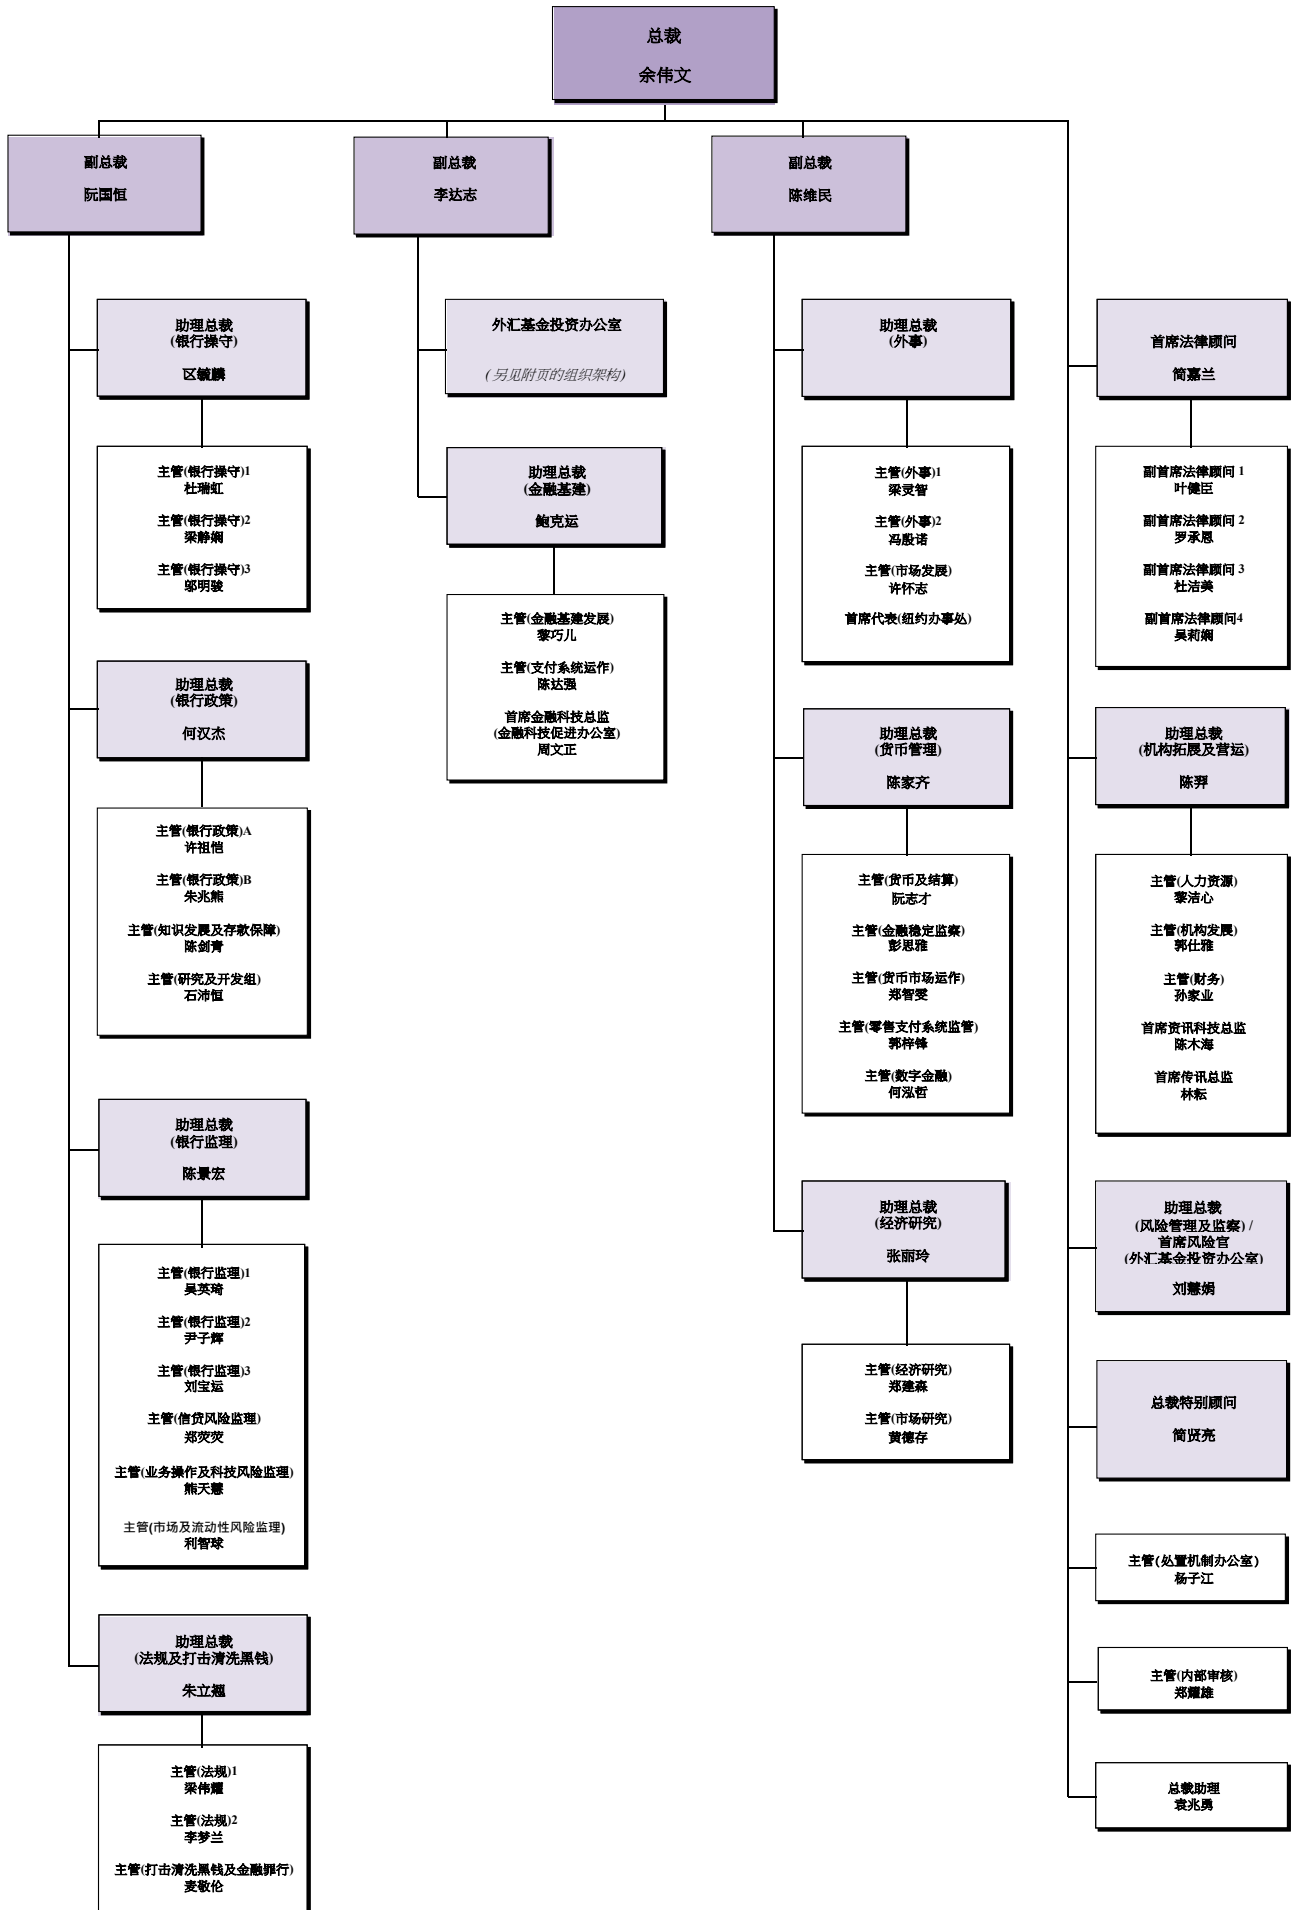 总裁
余伟文
副总裁
阮国恒
副总裁
李达志
副总裁
陈维民
助理总裁
(银行操守)
区毓麟
主管(银行操守)1
杜瑞虹
主管(银行操守)2
梁静娴
主管(银行操守)3
邬明骏
助理总裁
(银行政策)
何汉杰
主管(银行政策)A
许祖恺
主管(银行政策)B
朱兆熊
主管(知识发展及存款保障)
陈剑青
主管(研究及开发组)
石沛恒
助理总裁
(银行监理)
陈景宏
主管(银行监理)1
吴英琦
主管(银行监理)2
尹子辉
主管(银行监理)3
刘宝运
主管(信贷风险监理)
郑荧荧
主管(业务操作及科技风险监理)
熊天慧
主管(市场及流动性风险监理)
利智球
助理总裁
(法规及打击清洗黑钱)
朱立翘
主管(法规)1
梁伟耀
主管(法规)2
李梦兰
主管(打击清洗黑钱及金融罪行)
麦敬伦
外汇基金投资办公室
(另见附页的组织架构)
助理总裁
(金融基建)
鲍克运
主管(金融基建发展)
黎巧儿
主管(支付系统运作)
陈达强
首席金融科技总监
(金融科技促进办公室)
周文正
助理总裁
(外事)
主管(外事)1
梁灵智
主管(外事)2
冯殷诺
主管(市场发展)
许怀志
首席代表(纽约办事处)
助理总裁
(货币管理)
陈家齐
主管(货币及结算)
阮志才
主管(金融稳定监察)
彭思雅
主管(货币市场运作)
郑智雯
主管(零售支付系统监管)
郭梓锋
主管(数字金融)
何泓哲
助理总裁
(经济研究)
张丽玲
主管(经济研究)
郑建森
主管(市场研究)
黄德存
首席法律顾问
简嘉兰
副首席法律顾问 1
叶健臣
副首席法律顾问 2
罗承恩
副首席法律顾问 3
杜洁美
副首席法律顾问4
吴莉娴
助理总裁
(机构拓展及营运)
陈羿
主管(人力资源)
黎洁心
主管(机构发展)
郭仕雅
主管(财务)
孙家业
首席资讯科技总监
陈木海
首席传讯总监
林耘
助理总裁
(风险管理及监察) /
首席风险官
(外汇基金投资办公室)
刘慧娟
总裁特别顾问
简贤亮
主管(处置机制办公室)
杨子江
主管(内部审核)
郑耀雄
总裁助理
袁兆勇